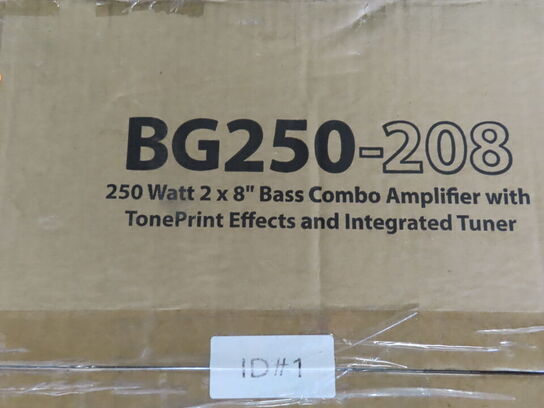 BG250-208
250 Watt 2 x 8" Bass Combo Amplifier with
TonePrint Effects and Integrated Tuner
ID#1